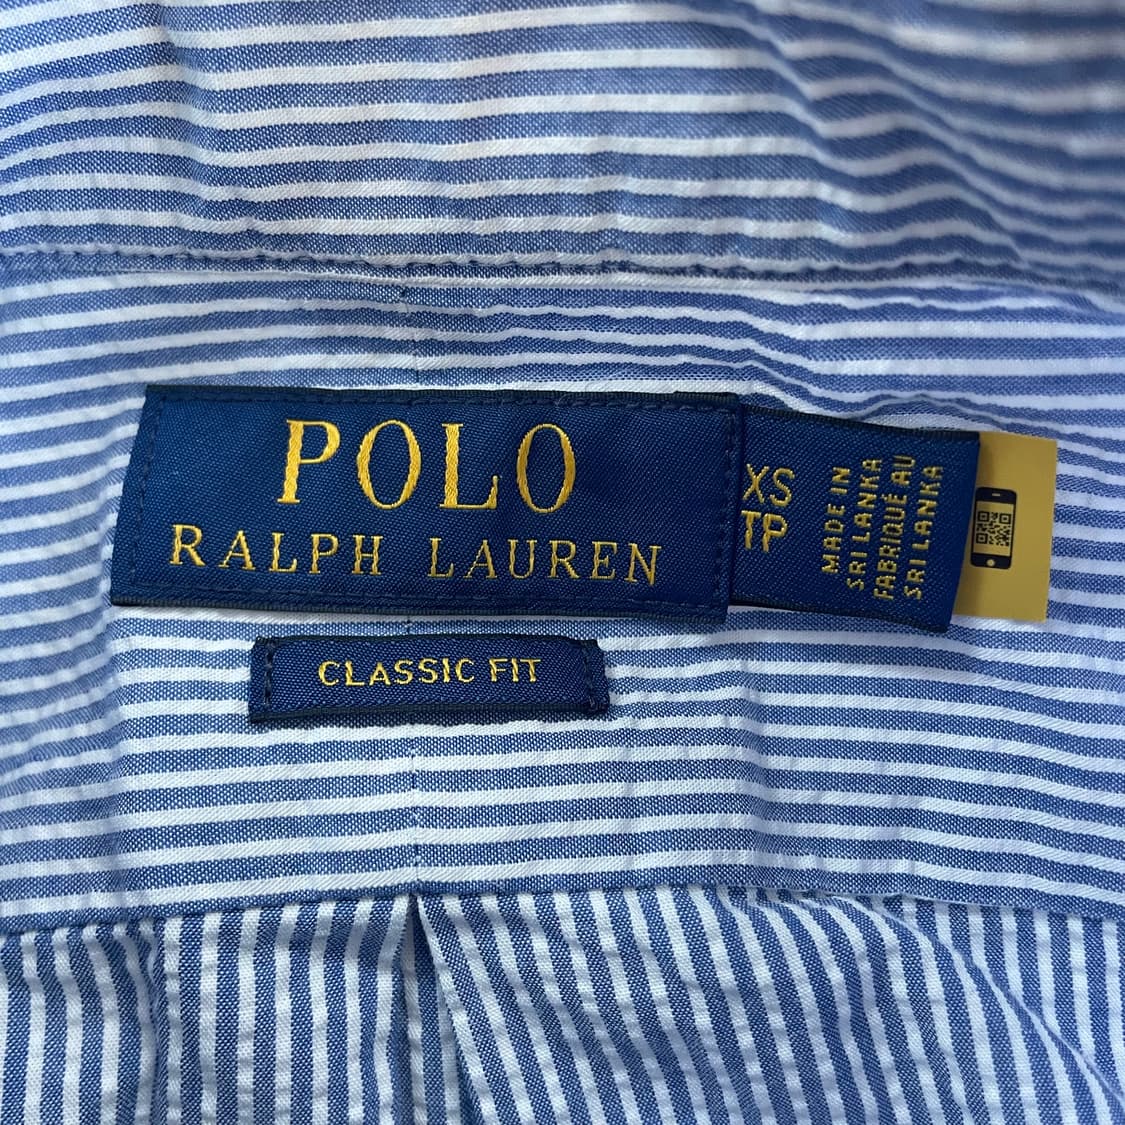 POLO
RALPH LAUREN
XS
TP
MADE IN
SRI LANKA
FABRIQUÉ AU
SRI LANKA
CLASSIC FIT